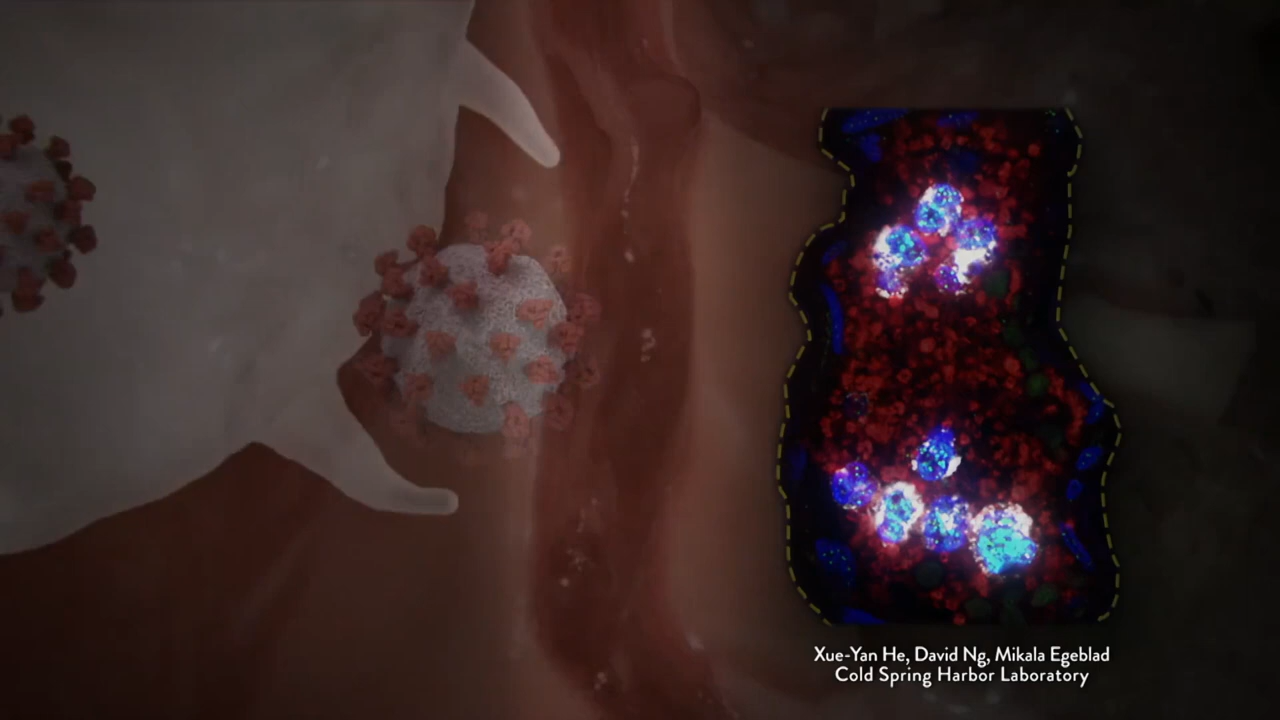 Xue-Yan He, David Ng, Mikala Egeblad
Cold Spring Harbor Laboratory